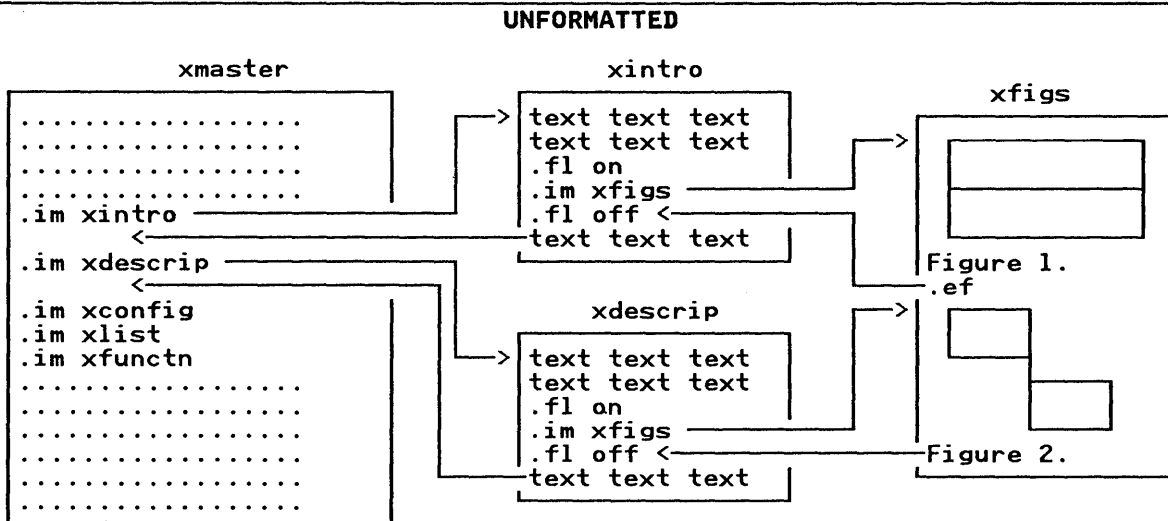 UNFORMATTED
xmaster
..................
..................
..................
..................
.im xintro
<
.im xdescrip
<
.im xconfig
.im xlist
.im xfunctn
..................
..................
..................
..................
..................
..................
xintro
> text text text
text text text
.fl on
.im xfigs
.fl off <
text text text
xdescrip
> text text text
text text text
.fl on
.im xfigs
.fl off <
text text text
xfigs
>
Figure 1.
.ef
>
Figure 2.